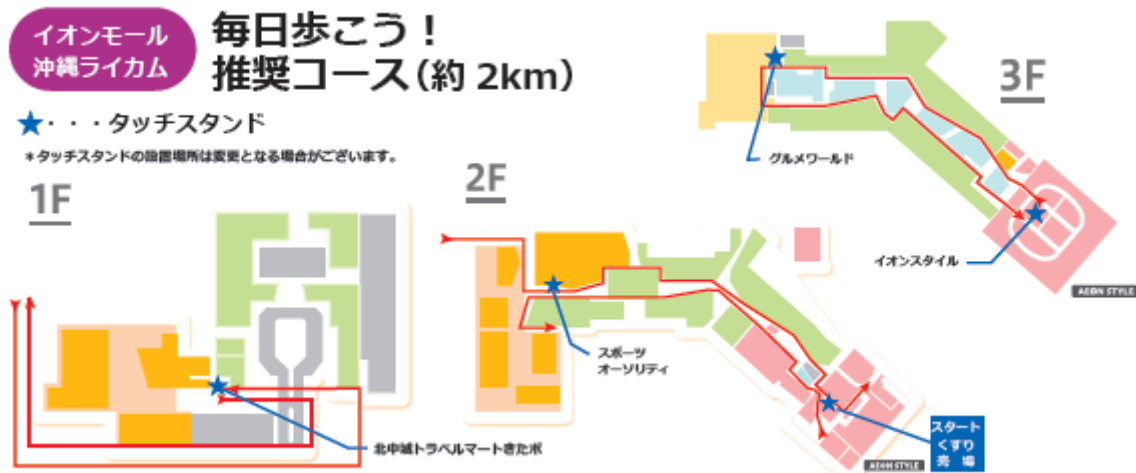 イオンモール
沖縄ライカム
毎日歩こう！
推奨コース（約 2km）
★・・・タッチスタンド
＊タッチスタンドの設置場所は変更となる場合がございます。
1F
北中城トラベルマートきたポ
2F
スポーツ
オーソリティ
スタート
くすり
売 場
AEON STYLE
3F
グルメワールド
イオンスタイル
AEON STYLE